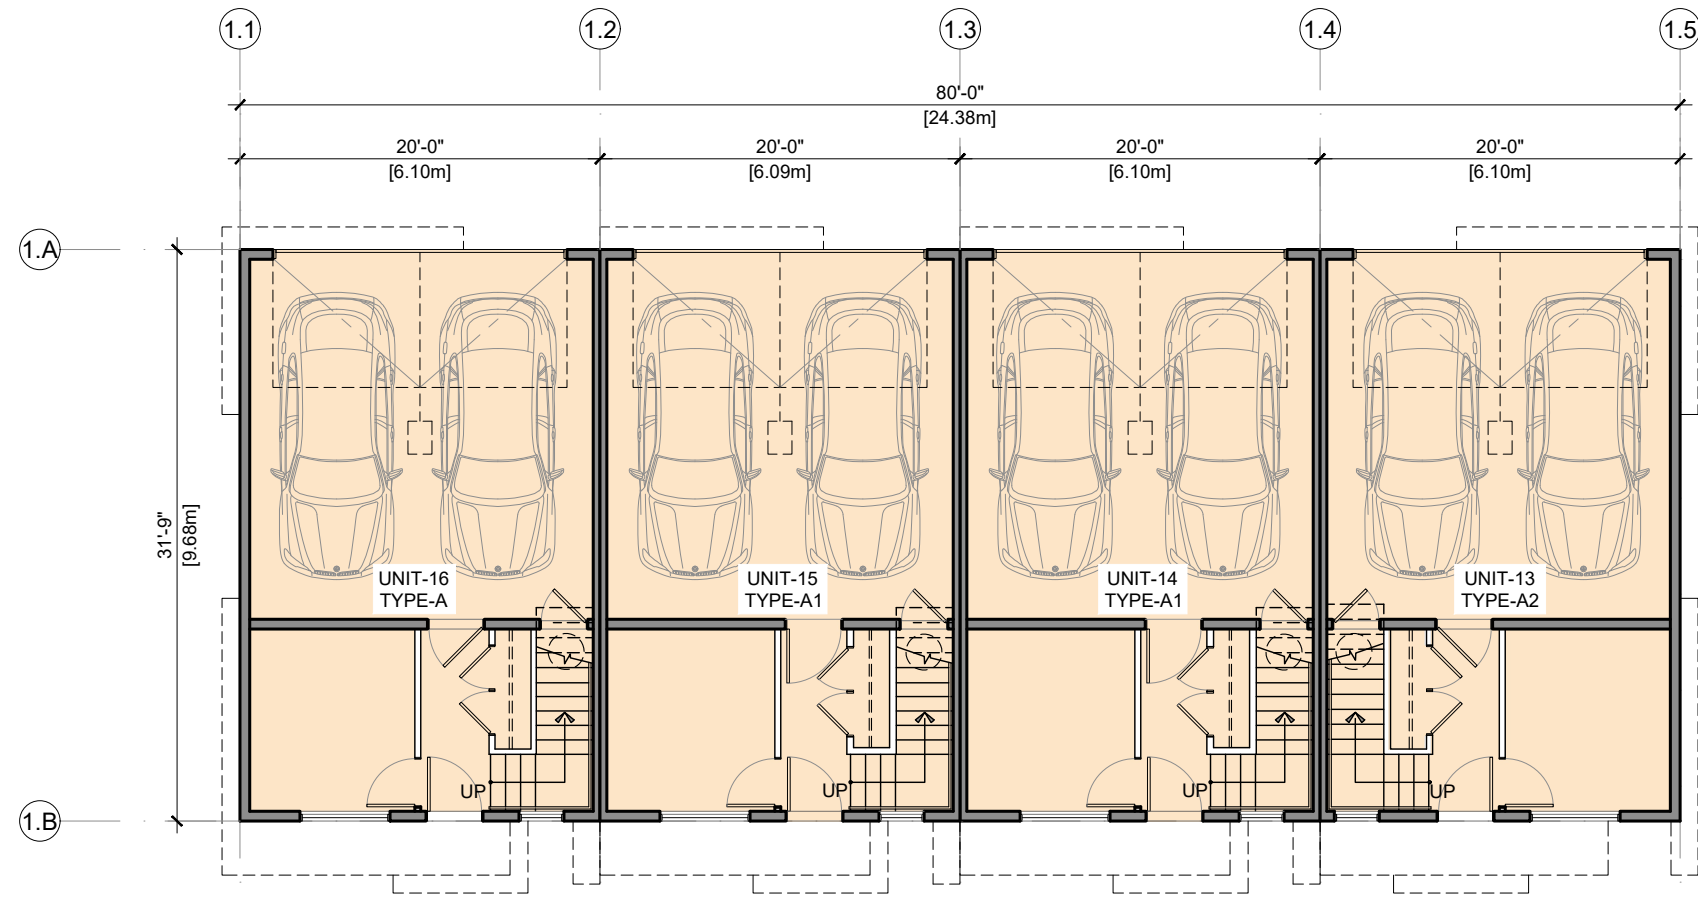 1.1
1.2
1.3
1.4
1.5
80'-0"
[24.38m]
20'-0"
[6.10m]
20'-0"
[6.09m]
20'-0"
[6.10m]
20'-0"
[6.10m]
1.A
31'-9"
[9.68m]
UNIT-16
TYPE-A
UNIT-15
TYPE-A1
UNIT-14
TYPE-A1
UNIT-13
TYPE-A2
UP
UP
UP
UP
1.B